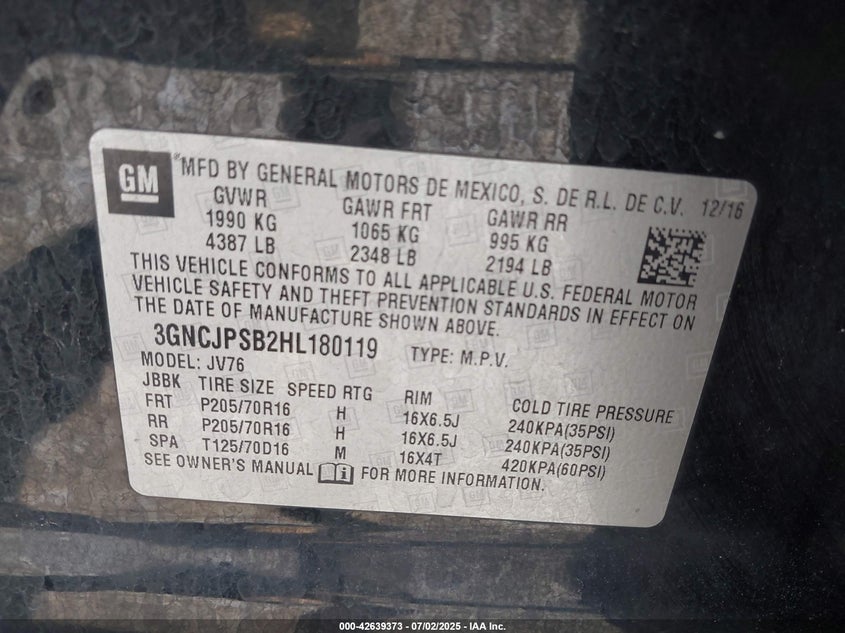 GM
*MFD BY GENERAL MOTORS DE MEXICO, S. DE R.L. DE C.V. 12/16
GVWR GAWR FRT GAWR RR
1990 KG 1065 KG 995 KG
4387 LB 2348 LB 2194 LB
THIS VEHICLE CONFORMS TO ALL APPLICABLE U.S. FEDERAL MOTOR
VEHICLE SAFETY AND THEFT PREVENTION STANDARDS IN EFFECT ON
THE DATE OF MANUFACTURE SHOWN ABOVE.
3GNCJPSB2HL180119 TYPE: M.P.V.
MODEL: JV76
JBBK TIRE SIZE SPEED RTG RIM COLD TIRE PRESSURE
FRT P205/70R16 H 16X6.5J 240KPA(35PSI)
RR P205/70R16 H 16X6.5J 240KPA(35PSI)
SPA T125/70D16 M 16X4T 420KPA(60PSI)
SEE OWNER'S MANUAL FOR MORE INFORMATION.
000-42639373 - 07/02/2025 - IAA Inc.